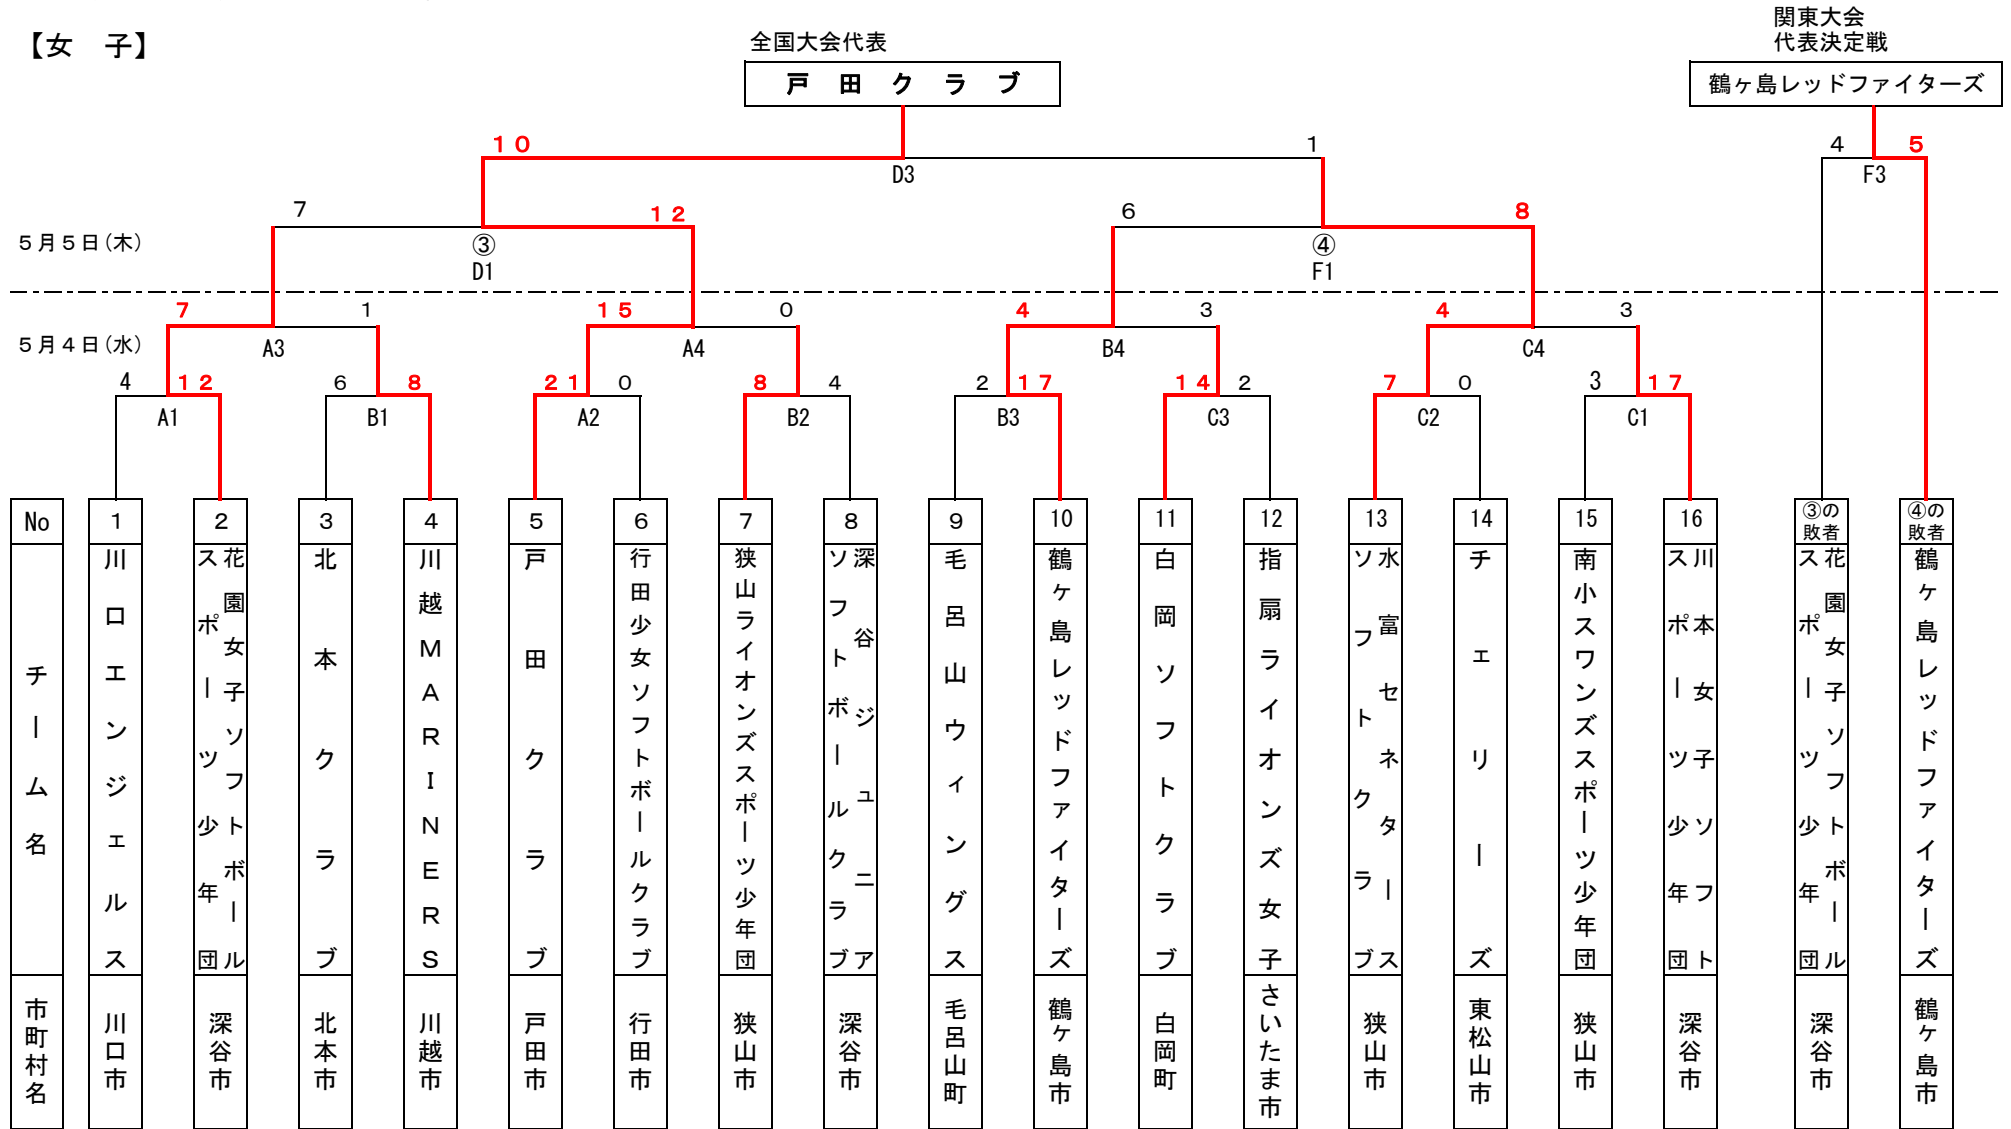 【女　子】
全国大会代表
戸　田　ク　ラ　ブ
関東大会
代表決定戦
鶴ヶ島レッドファイターズ
１０
1
D3
4
５
F3
7
１２
6
８
5月5日(木)
③
D1
④
F1
７
1
１５
0
４
3
４
3
5月4日(水)
A3
A4
B4
C4
4
１２
6
８
２１
0
８
4
2
１７
１４
2
７
0
3
１７
A1
B1
A2
B2
B3
C3
C2
C1
No
1
2
3
4
5
6
7
8
9
10
11
12
13
14
15
16
③の
敗者
④の
敗者
チーム名
川口エンジェルス
花園女子ソフトボール
スポーツ少年団
北本クラブ
川越MARINERS
戸田クラブ
行田少女ソフトボールクラブ
狭山ライオンズスポーツ少年団
深谷ジュニア
ソフトボールクラブ
毛呂山ウィングス
鶴ヶ島レッドファイターズ
白岡ソフトクラブ
指扇ライオンズ女子
水富セネタース
ソフトクラブ
チェリーズ
南小スワンズスポーツ少年団
川本女子ソフト
スポーツ少年団
花園女子ソフトボール
スポーツ少年団
鶴ヶ島レッドファイターズ
市町村名
川口市
深谷市
北本市
川越市
戸田市
行田市
狭山市
深谷市
毛呂山町
鶴ヶ島市
白岡町
さいたま市
狭山市
東松山市
狭山市
深谷市
深谷市
鶴ヶ島市